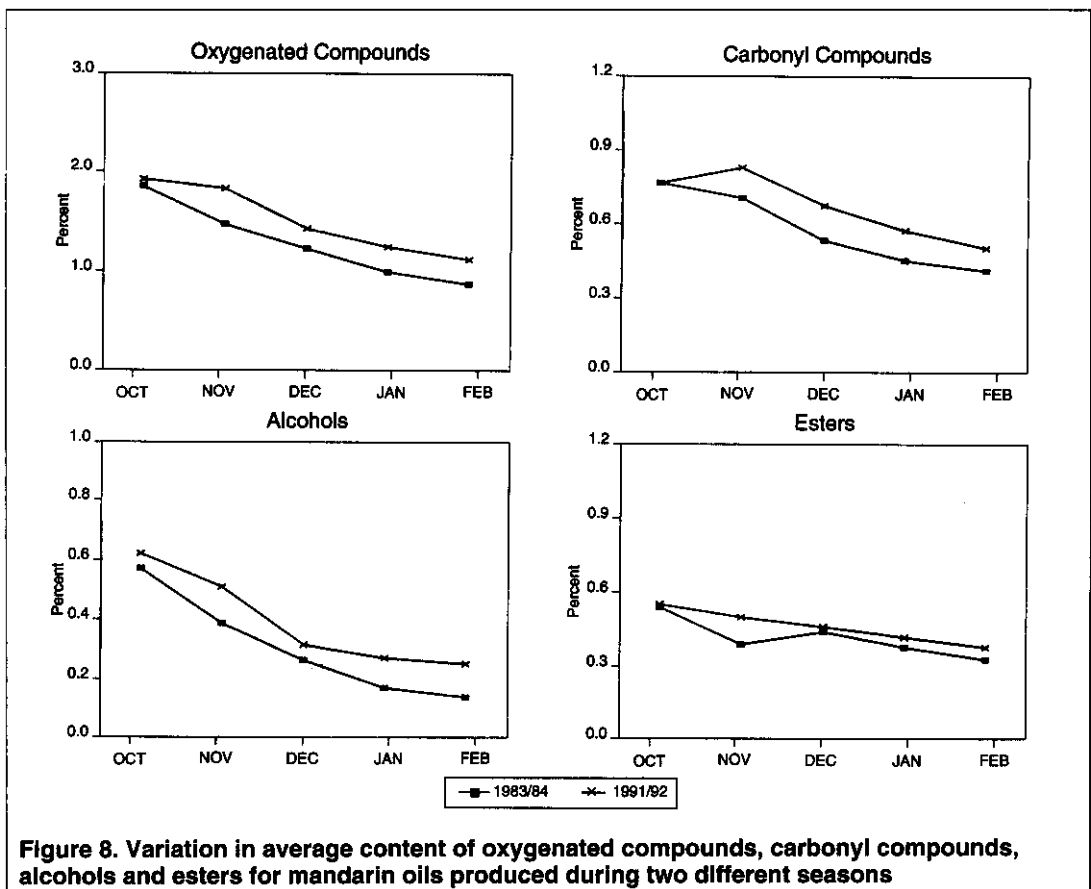 Oxygenated Compounds
3.0
2.0
1.0
0.0
Percent
OCT NOV DEC JAN FEB
Carbonyl Compounds
1.2
0.9
0.6
0.3
0.0
Percent
OCT NOV DEC JAN FEB
Alcohols
1.0
0.8
0.6
0.4
0.2
0.0
Percent
OCT NOV DEC JAN FEB
Esters
1.2
0.9
0.6
0.3
0.0
Percent
OCT NOV DEC JAN FEB
1983/84 1991/92
Figure 8. Variation in average content of oxygenated compounds, carbonyl compounds,
alcohols and esters for mandarin oils produced during two different seasons